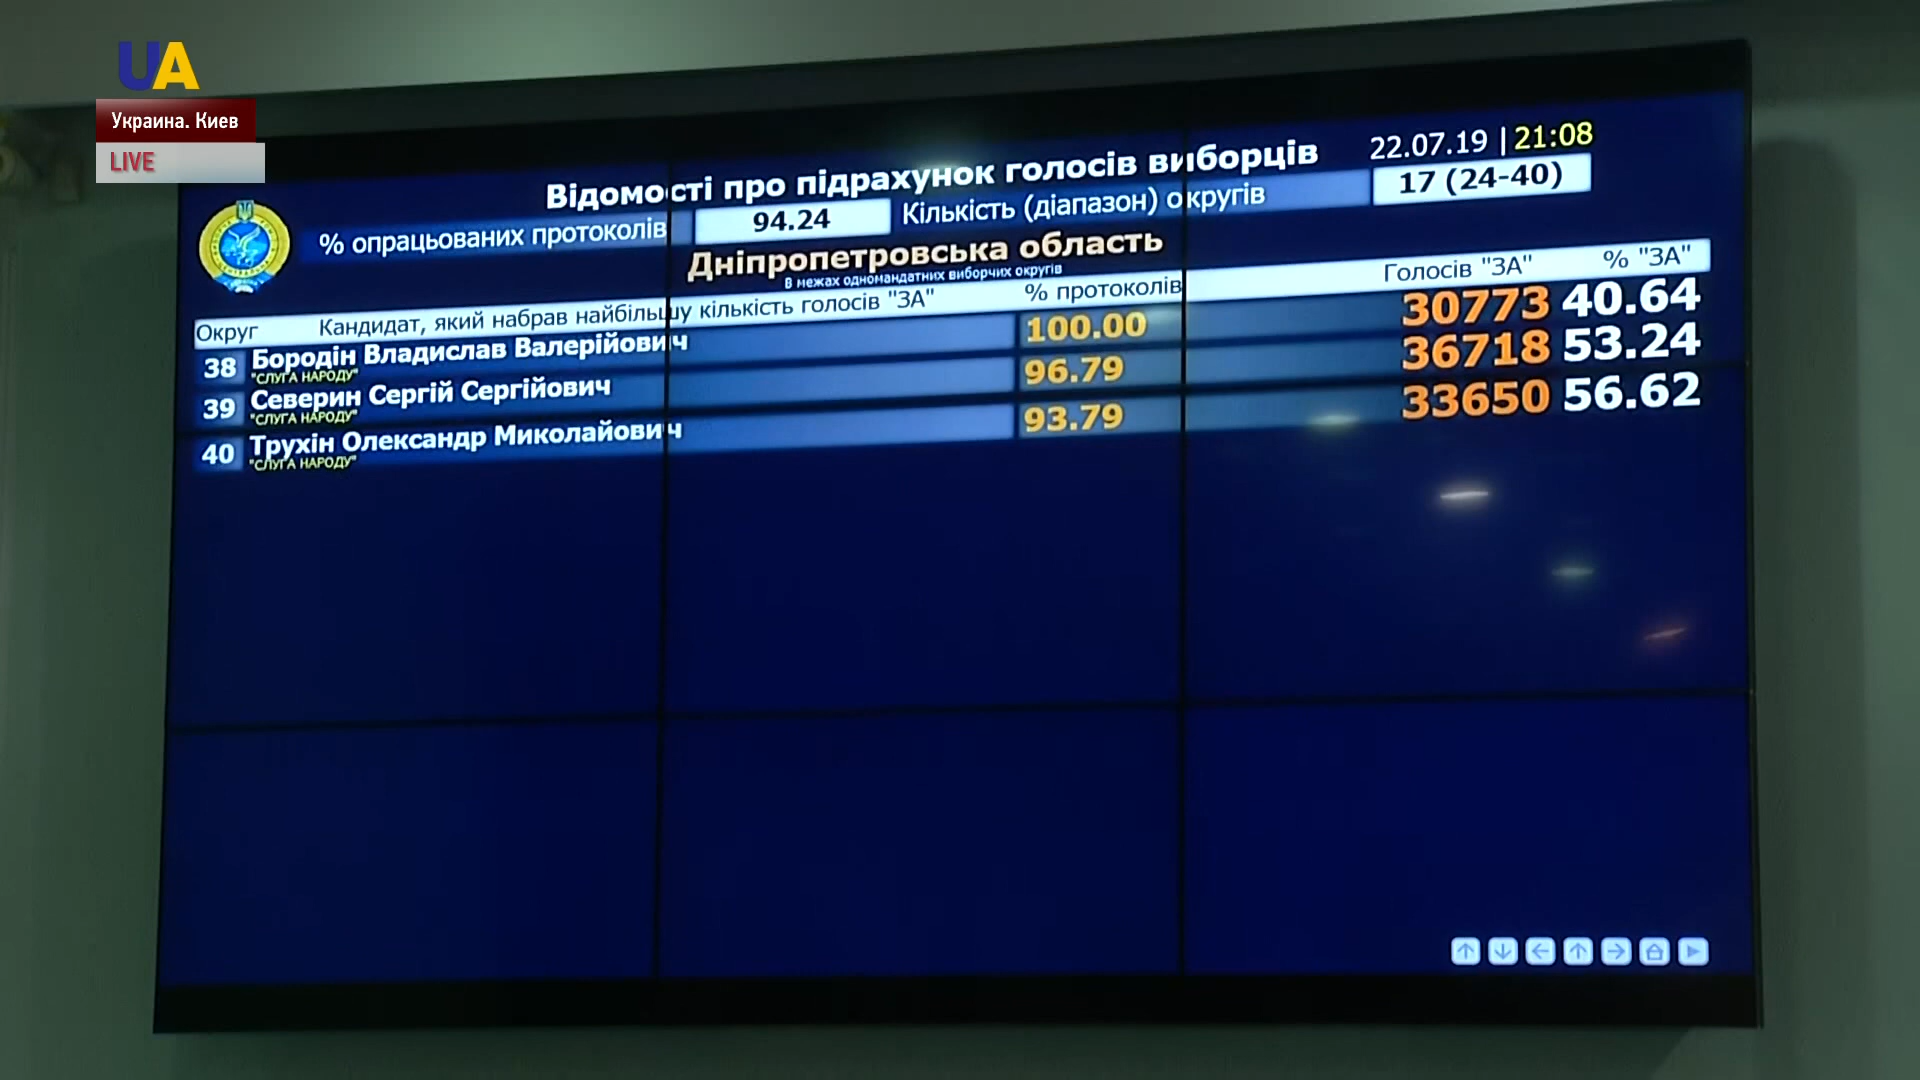 UA
Украина. Киев
LIVE
Відомості про підрахунок голосів виборців 22.07.19 | 21:08
% опрацьованих протоколів 94.24 Кількість (діапазон) округів 17 (24-40)
Дніпропетровська область
В межах одномандатних виборчих округів
Округ Кандидат, який набрав найбільшу кількість голосів "ЗА" % протоколів Голосів "ЗА" % "ЗА"
38 Бородін Владислав Валерійович 100.00 30773 40.64
"СЛУГА НАРОДУ"
39 Северин Сергій Сергійович 96.79 36718 53.24
"СЛУГА НАРОДУ"
40 Трухін Олександр Миколайович 93.79 33650 56.62
"СЛУГА НАРОДУ"